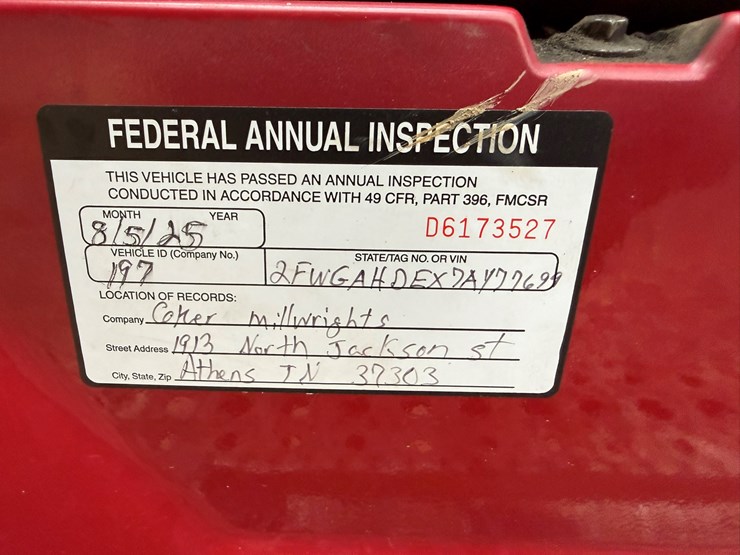 FEDERAL ANNUAL INSPECTION
THIS VEHICLE HAS PASSED AN ANNUAL INSPECTION
CONDUCTED IN ACCORDANCE WITH 49 CFR, PART 396, FMCSR
MONTH YEAR
8/5/25
D6173527
VEHICLE ID (Company No.)
197
STATE/TAG NO. OR VIN
2FWGAHDEX7AY77699
LOCATION OF RECORDS:
Company Coker Millwrights
Street Address 1913 North Jackson st
City, State, Zip Athens TN 37303